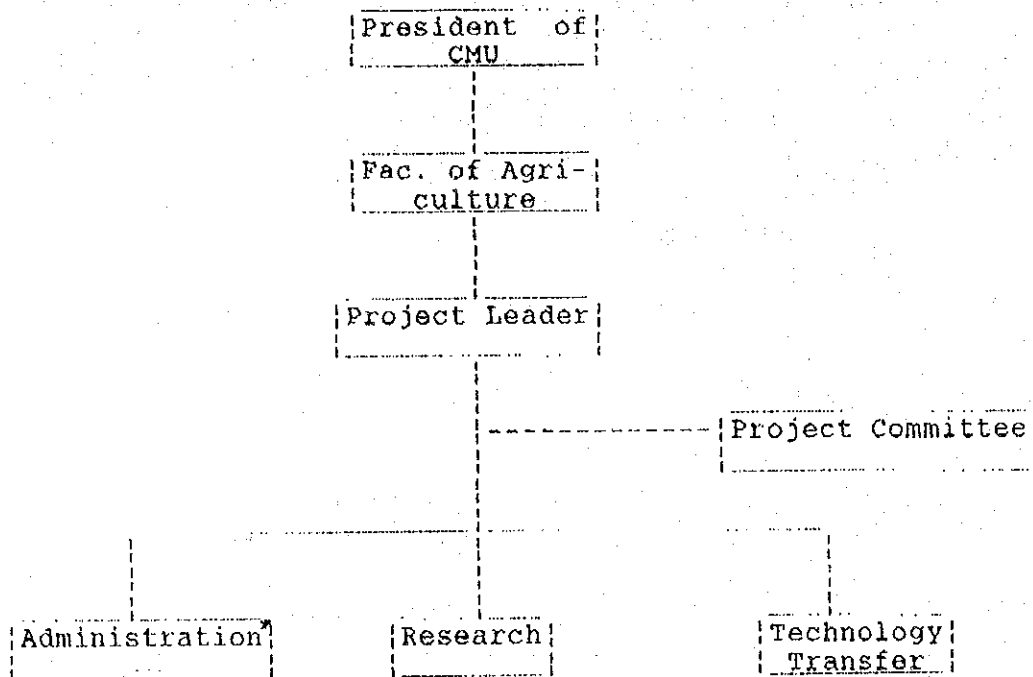 President of
CMU
Fac. of Agri-
culture
Project Leader
Project Committee
Administration*
Research
Technology
Transfer